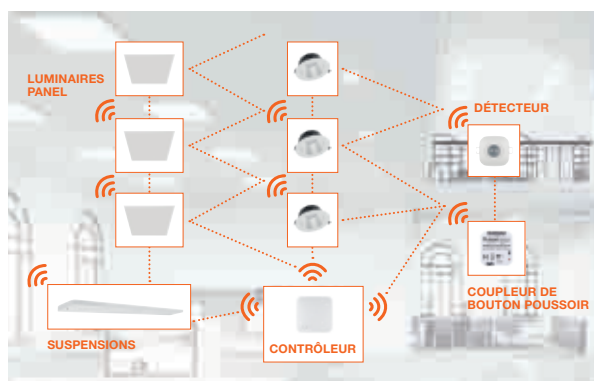 LUMINAIRES
PANEL
DÉTECTEUR
COUPLEUR DE
BOUTON POUSSOIR
SUSPENSIONS
CONTRÔLEUR